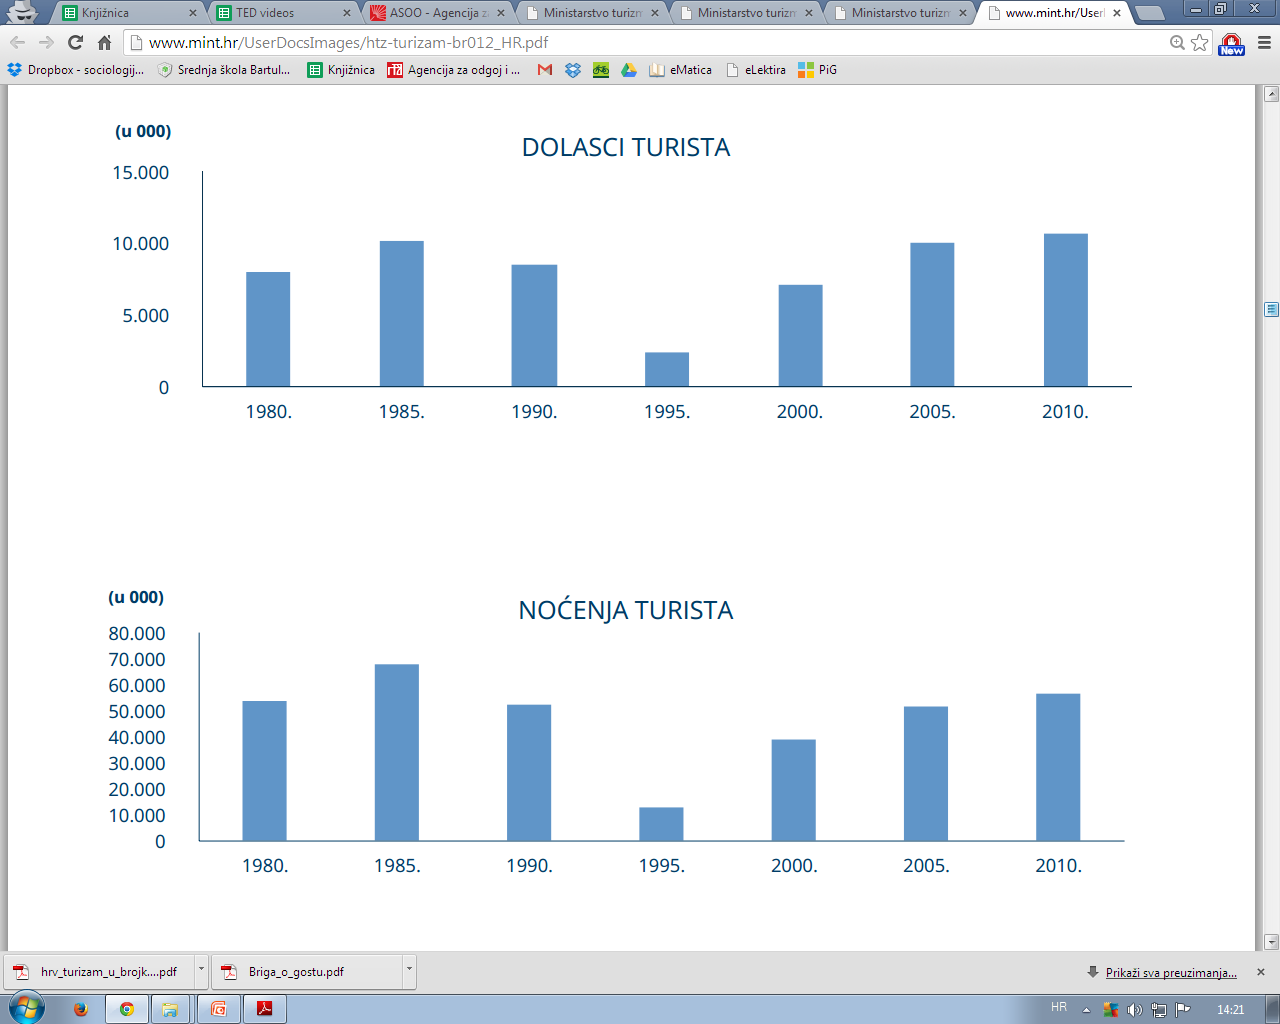 Knjižnica
TED videos
ASOO - Agencija z
Ministarstvo turizm
Ministarstvo turizm
Ministarstvo turizm
www.mint.hr/User
www.mint.hr/UserDocsImages/htz-turizam-br012_HR.pdf
New
Dropbox - sociologij...
Srednja škola Bartul...
Knjižnica
Agencija za odgoj i ...
eMatica
eLektira
PiG
(u 000)
DOLASCI TURISTA
15.000
10.000
5.000
0
1980. 1985. 1990. 1995. 2000. 2005. 2010.
(u 000)
NOĆENJA TURISTA
80.000
70.000
60.000
50.000
40.000
30.000
20.000
10.000
0
1980. 1985. 1990. 1995. 2000. 2005. 2010.
hrv_turizam_u_brojk....pdf
Briga_o_gostu.pdf
Prikaži sva preuzimanja...
HR
14:21